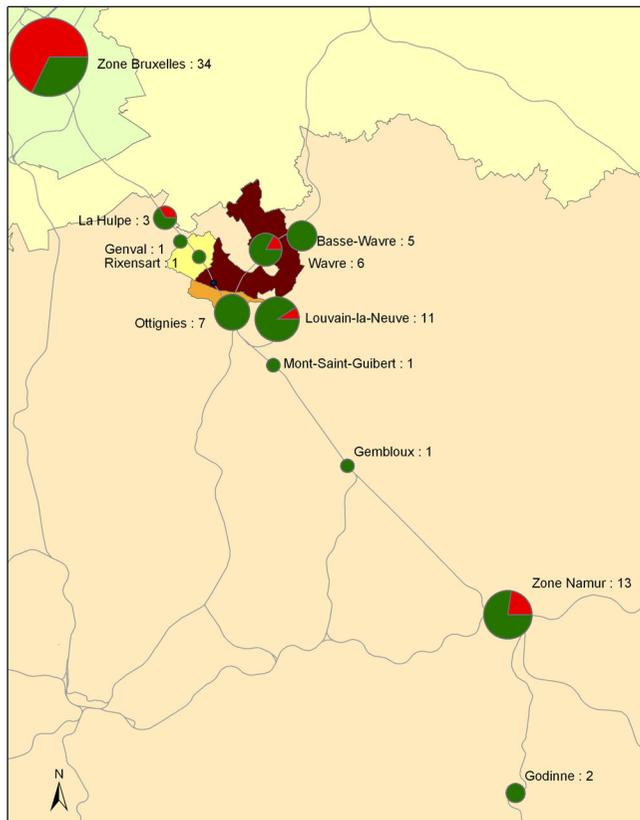 Zone Bruxelles : 34
La Hulpe : 3
Genval : 1
Rixensart : 1
Basse-Wavre : 5
Wavre : 6
Ottignies : 7
Louvain-la-Neuve : 11
Mont-Saint-Guibert : 1
Gembloux : 1
Zone Namur : 13
Godinne : 2
N